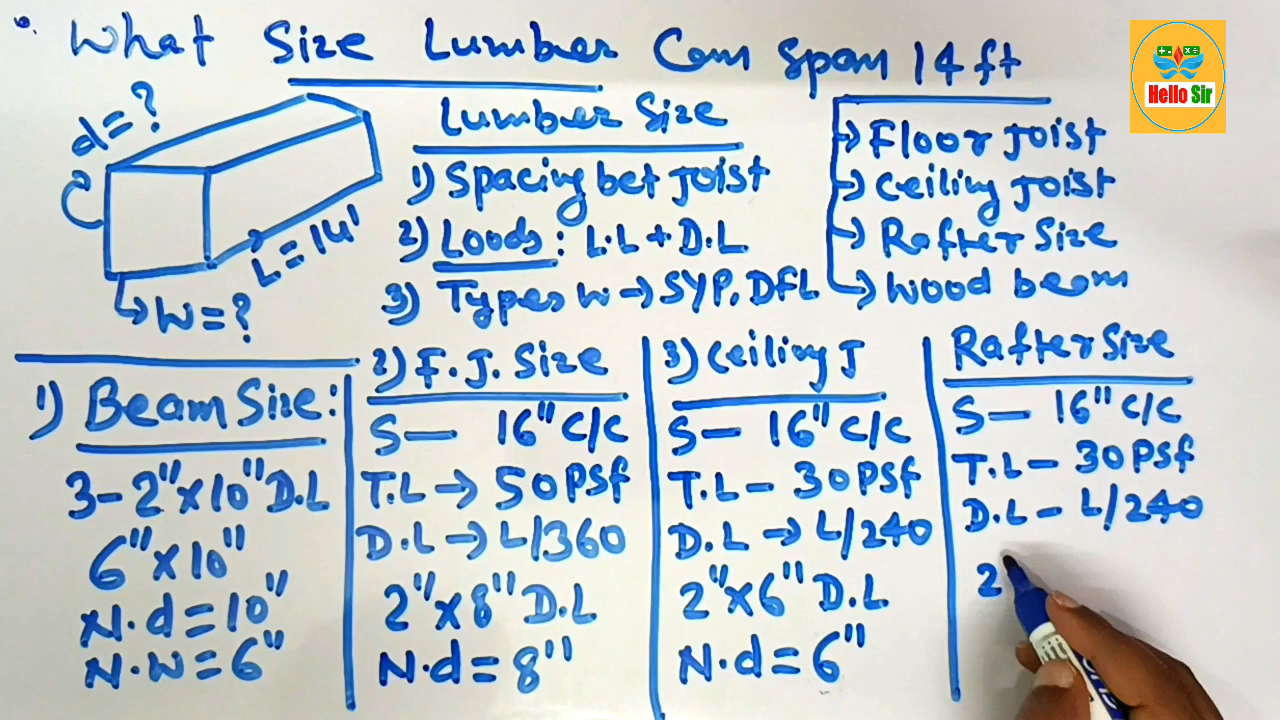 What Size Lumber Can Span 14 ft
Hello Sir
d=?
L=14'
W=?
Lumber Size
1) Spacing bet Joist
2) Loods: L.L + D.L
3) Types W → SYP, DFL
→ Floor Joist
→ Ceiling Joist
→ Rafter Size
→ Wood beam
1) Beam Size:
3-2"x10" D.L
6"x10"
N.d=10"
N.W=6"
2) F.J. Size
S— 16" C/C
T.L → 50 PSf
D.L → L/360
2"x8" D.L
N.d=8"
3) Ceiling J
S— 16" C/C
T.L — 30 PSf
D.L → L/240
2"x6" D.L
N.d=6"
Rafter Size
S— 16" C/C
T.L — 30 PSf
D.L — L/240
2